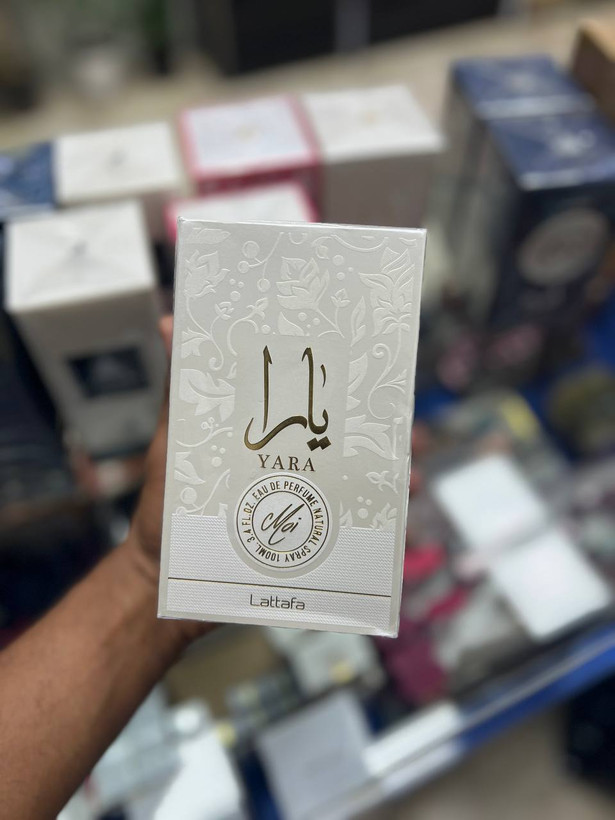 يارا
YARA
EAU DE PERFUME NATURAL SPRAY 100ML. 3.4 FL.OZ.
Moi
Lattafa